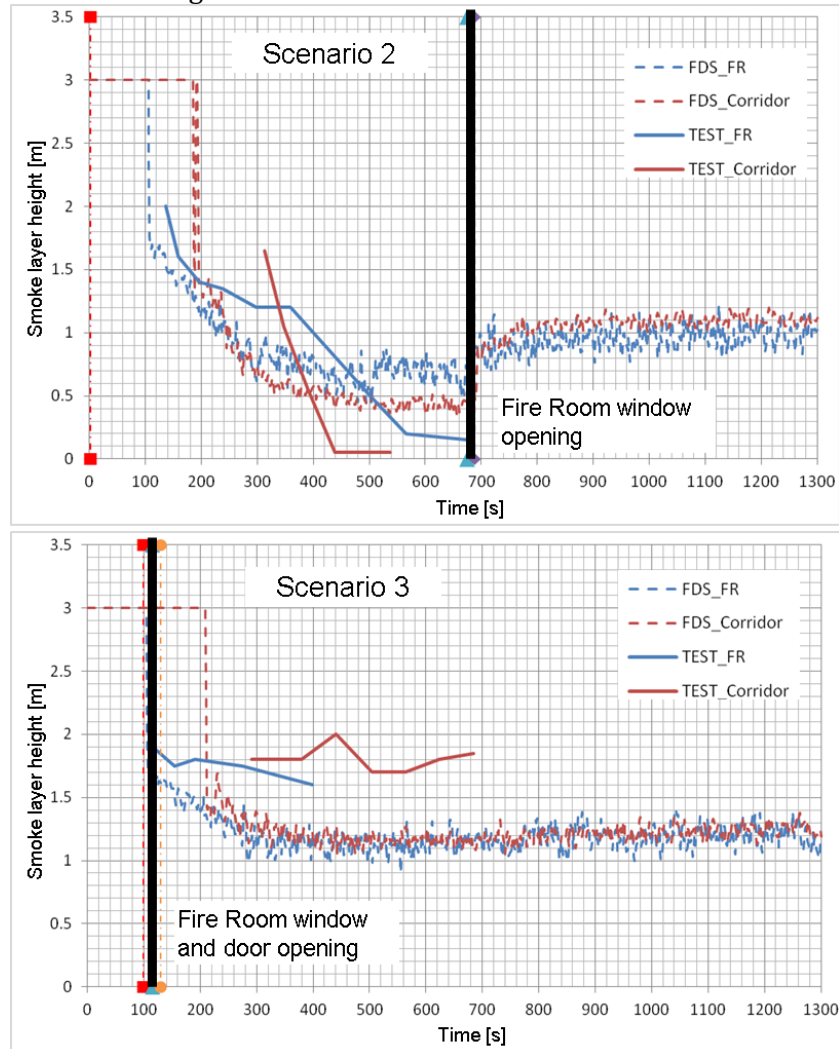 Scenario 2
3.5
3
2.5
2
1.5
1
0.5
0
Smoke layer height [m]
FDS_FR
FDS_Corridor
TEST_FR
TEST_Corridor
Fire Room window
opening
0 100 200 300 400 500 600 700 800 900 1000 1100 1200 1300
Time [s]
Scenario 3
3.5
3
2.5
2
1.5
1
0.5
0
Smoke layer height [m]
FDS_FR
FDS_Corridor
TEST_FR
TEST_Corridor
Fire Room window
and door opening
0 100 200 300 400 500 600 700 800 900 1000 1100 1200 1300
Time [s]